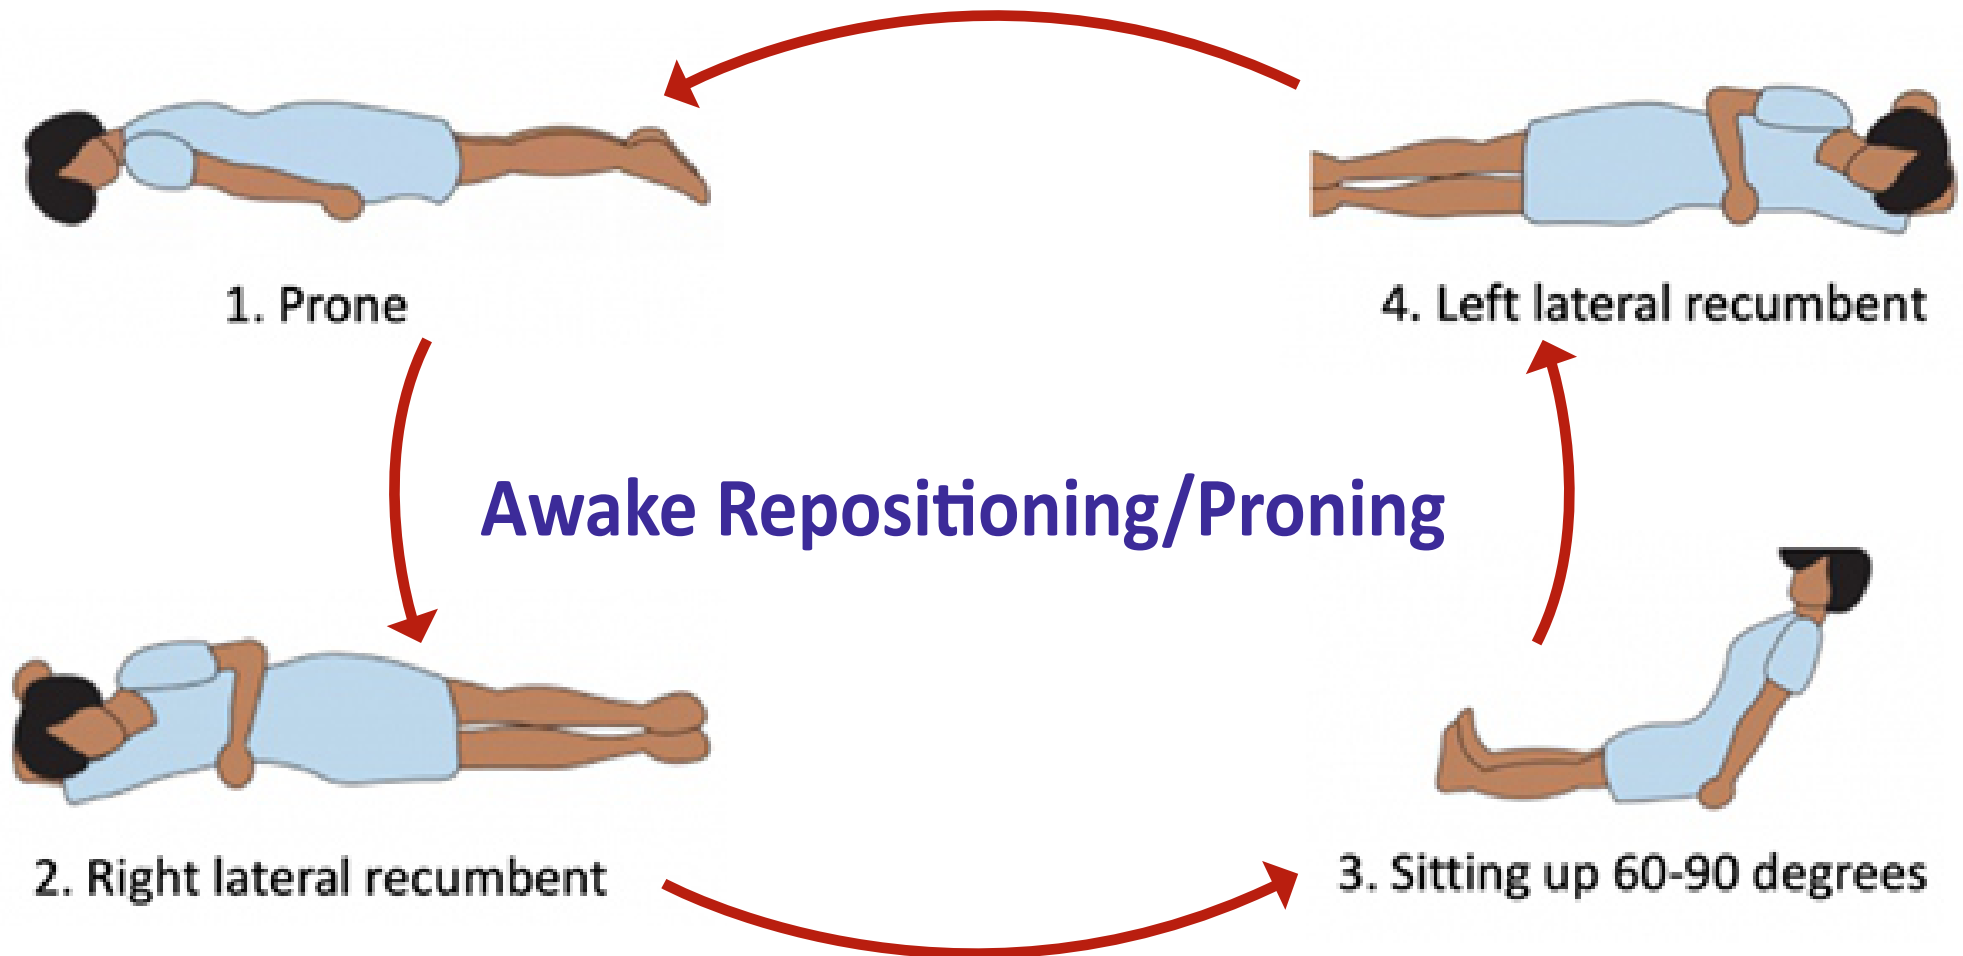 1. Prone
4. Left lateral recumbent
Awake Repositioning/Proning
2. Right lateral recumbent
3. Sitting up 60-90 degrees